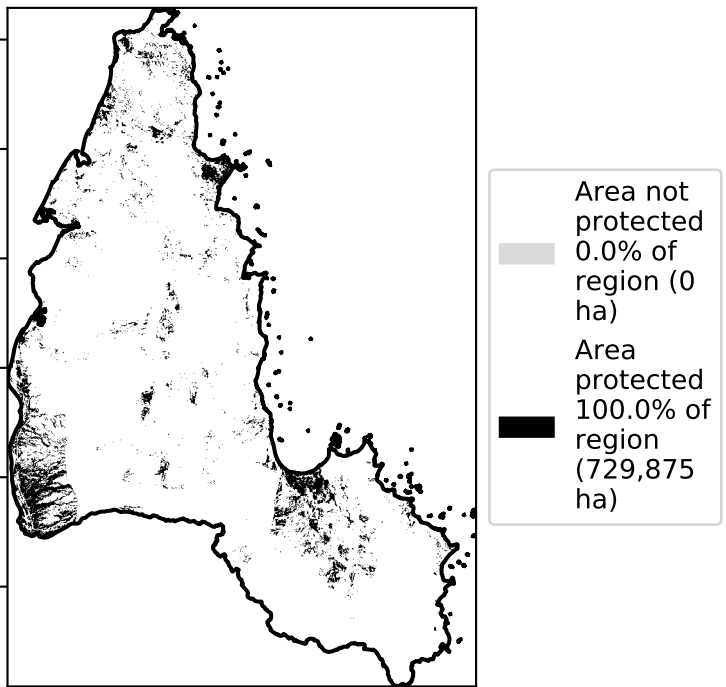 Area not
protected
0.0% of
region (0
ha)
Area
protected
100.0% of
region
(729,875
ha)